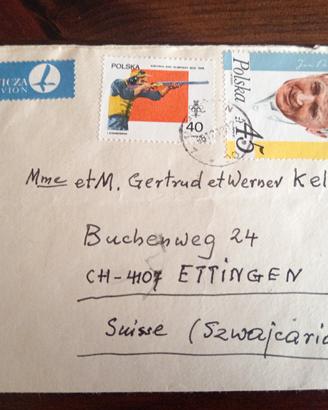 POLSKA
40
Polska 45
Mme et M. Gertrud et Werner Kel
Buchenweg 24
CH-4107 ETTINGEN
Suisse (Szwajcaria